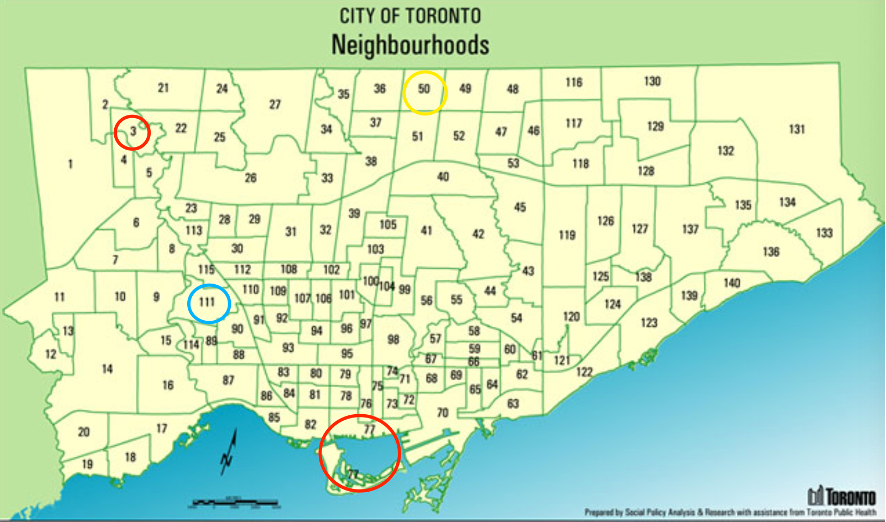 CITY OF TORONTO
Neighbourhoods
21 24 27 35 36 50 49 48 116 130
2
3 22 25 34 37 51 52 47 46 117 129 131
1 4 5 26 33 38 40 53 118 128 132
23 28 29 39 105 41 42 45 126 127 137 135 134 133
6 113 31 32 119 136
7 8 30 103 43
115 112 108 102 125 138
11 10 9 111 110 109 107 106 101 100 104 99 56 55 44 124 139 140
13 15 114 89 90 91 92 94 96 97 98 57 58 54 120 123
12 88 93 95 67 59 66 60 61 121 122
14 16 87 83 80 79 74 71 68 69 62
86 84 81 78 75 76 73 72 65 64 63
20 17 85 82 77 70
19 18 77
N
TORONTO
Prepared by Social Policy Analysis & Research with assistance from Toronto Public Health